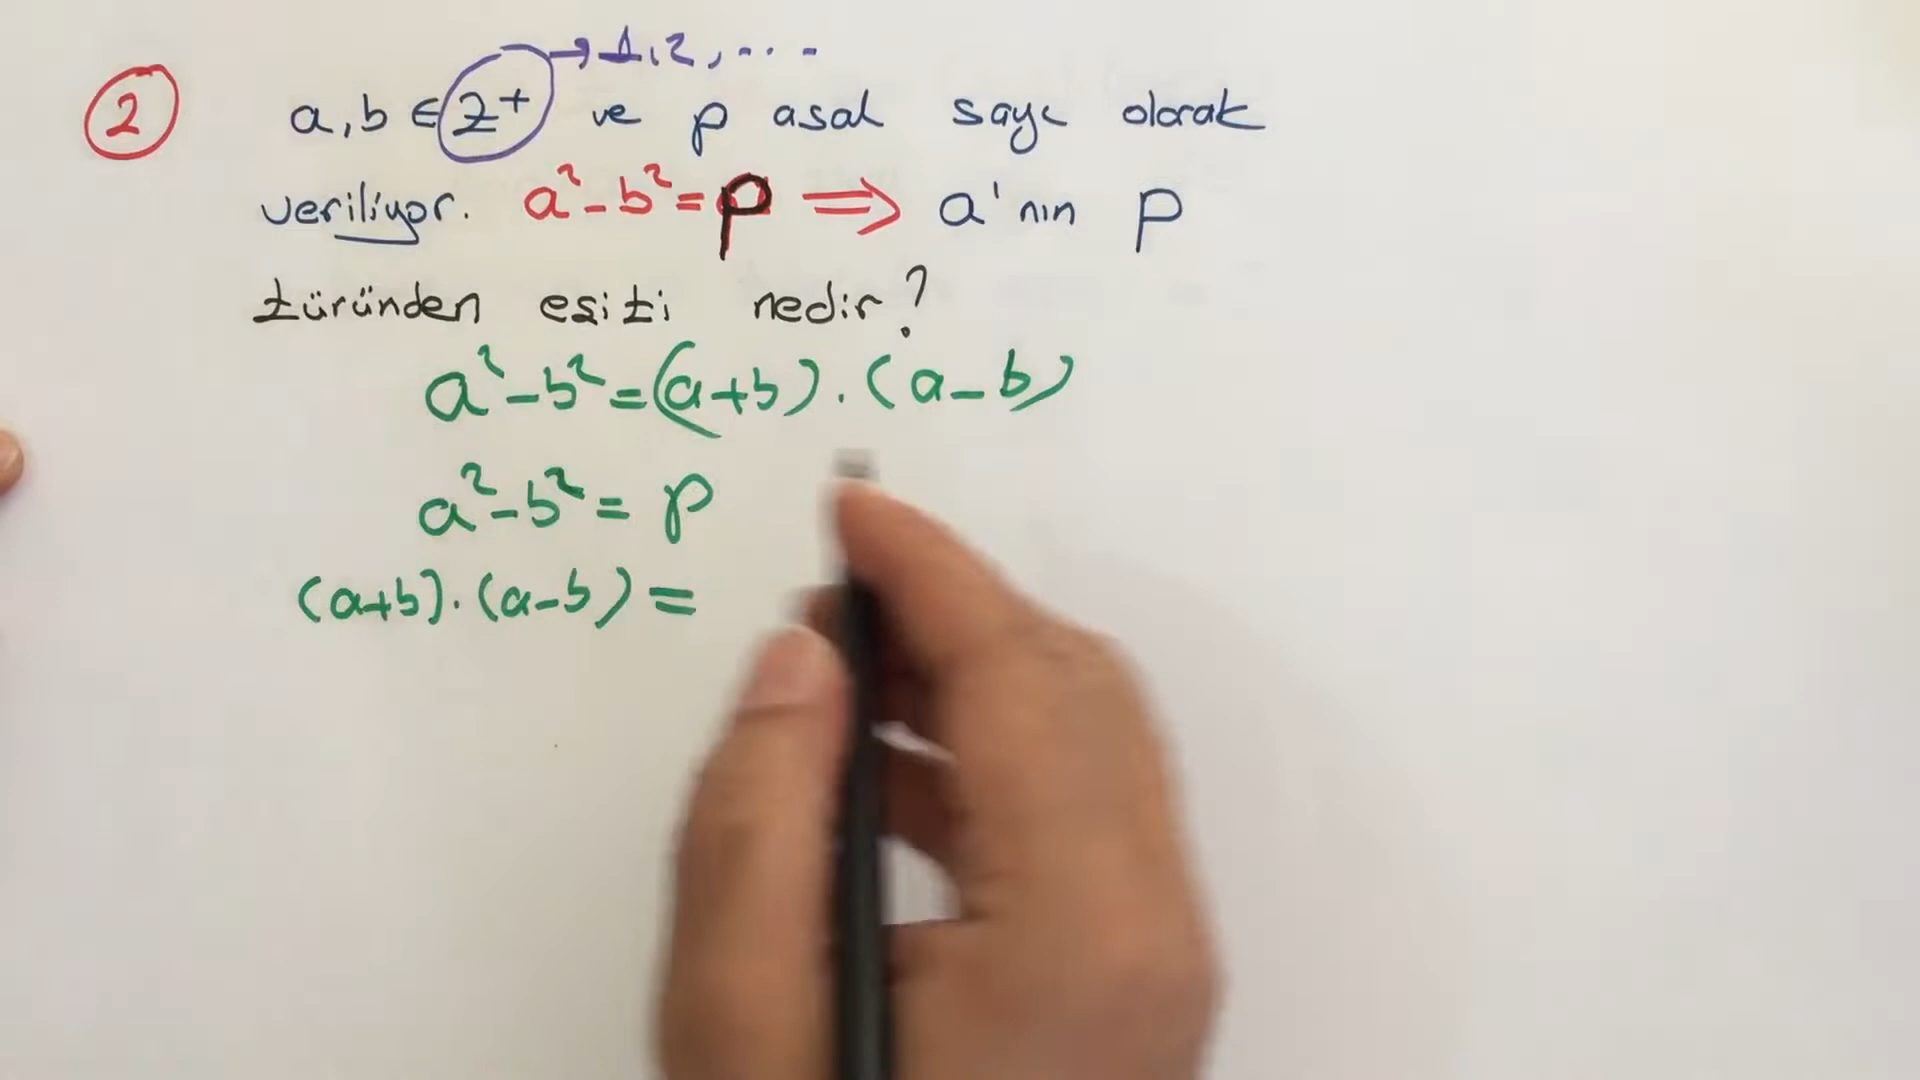 → 1, 2, ...
2 a, b ∈ Z⁺ ve p asal sayı olarak
veriliyor. a² - b² = p ⟹ a'nın p
türünden eşiti nedir?
a² - b² = (a+b) . (a-b)
a² - b² = p
(a+b) . (a-b) =